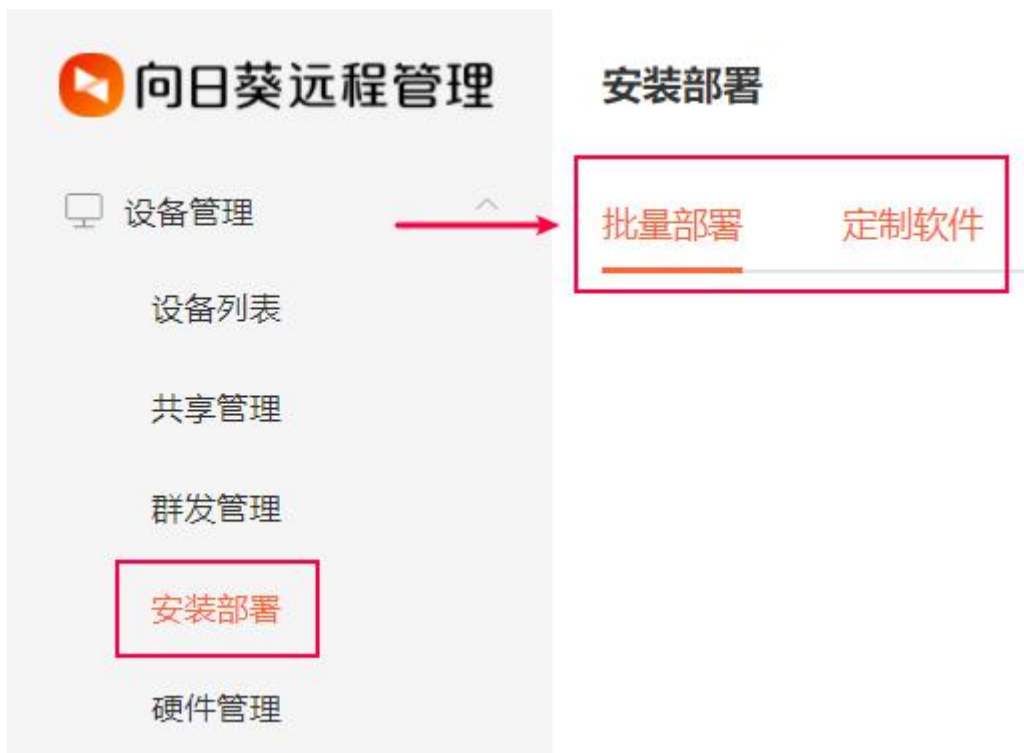 向日葵远程管理
设备管理
设备列表
共享管理
群发管理
安装部署
硬件管理
安装部署
批量部署 定制软件